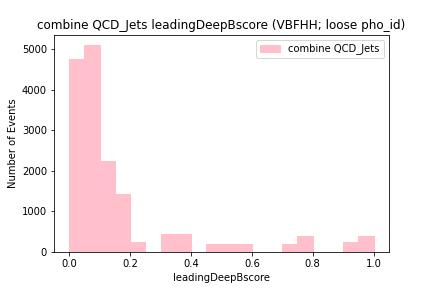 combine QCD_Jets leadingDeepBscore (VBFHH; loose pho_id)
combine QCD_Jets
5000
4000
3000
2000
1000
0
Number of Events
0.0 0.2 0.4 0.6 0.8 1.0
leadingDeepBscore